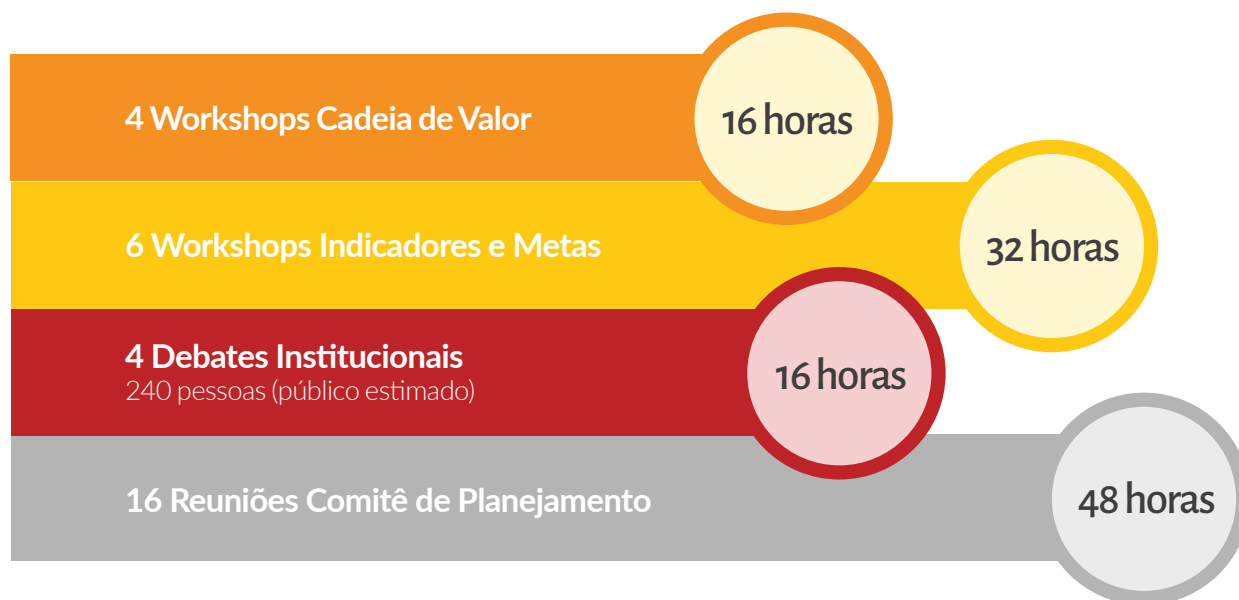 4 Workshops Cadeia de Valor
16 horas
6 Workshops Indicadores e Metas
32 horas
4 Debates Institucionais
240 pessoas (público estimado)
16 horas
16 Reuniões Comitê de Planejamento
48 horas